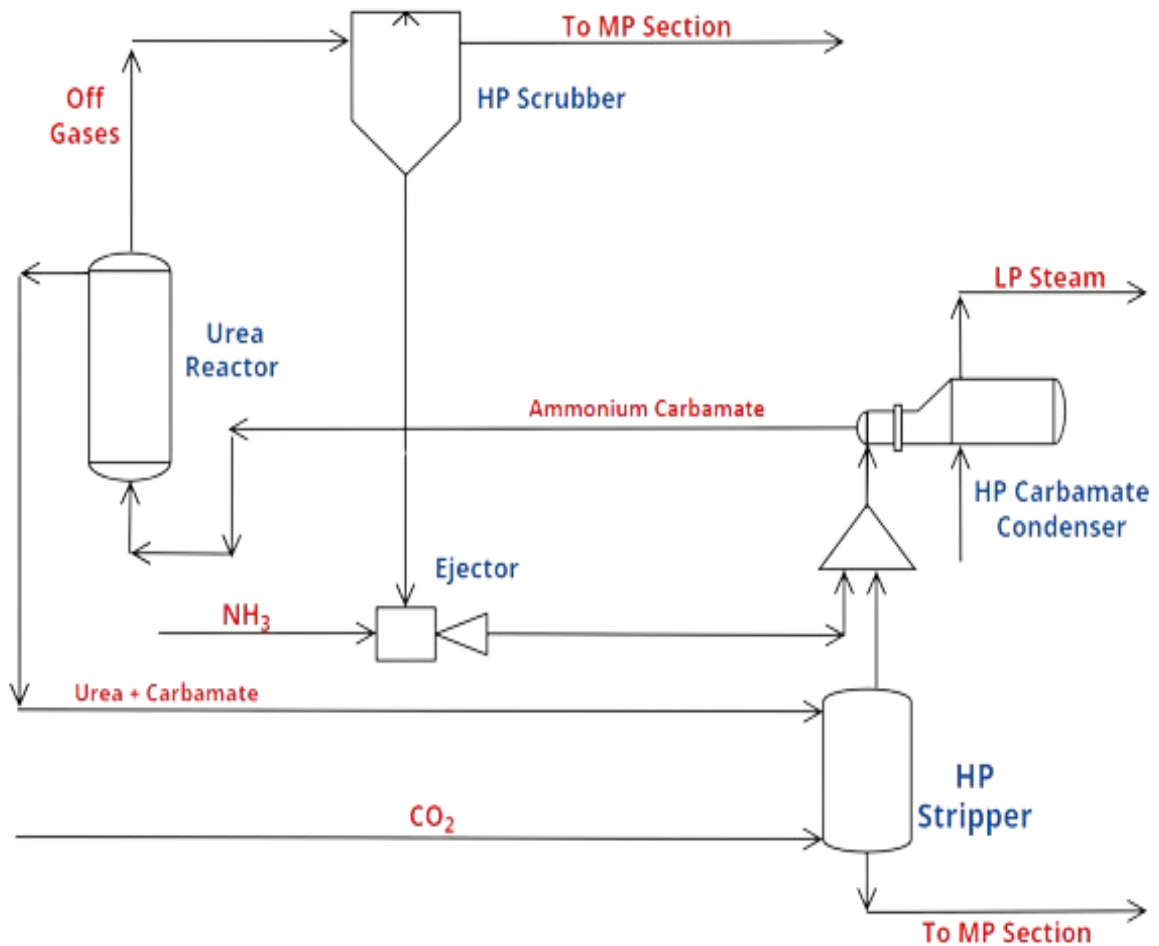 To MP Section
HP Scrubber
Off
Gases
LP Steam
Urea
Reactor
Ammonium Carbamate
HP Carbamate
Condenser
Ejector
NH₃
Urea + Carbamate
HP
Stripper
CO₂
To MP Section